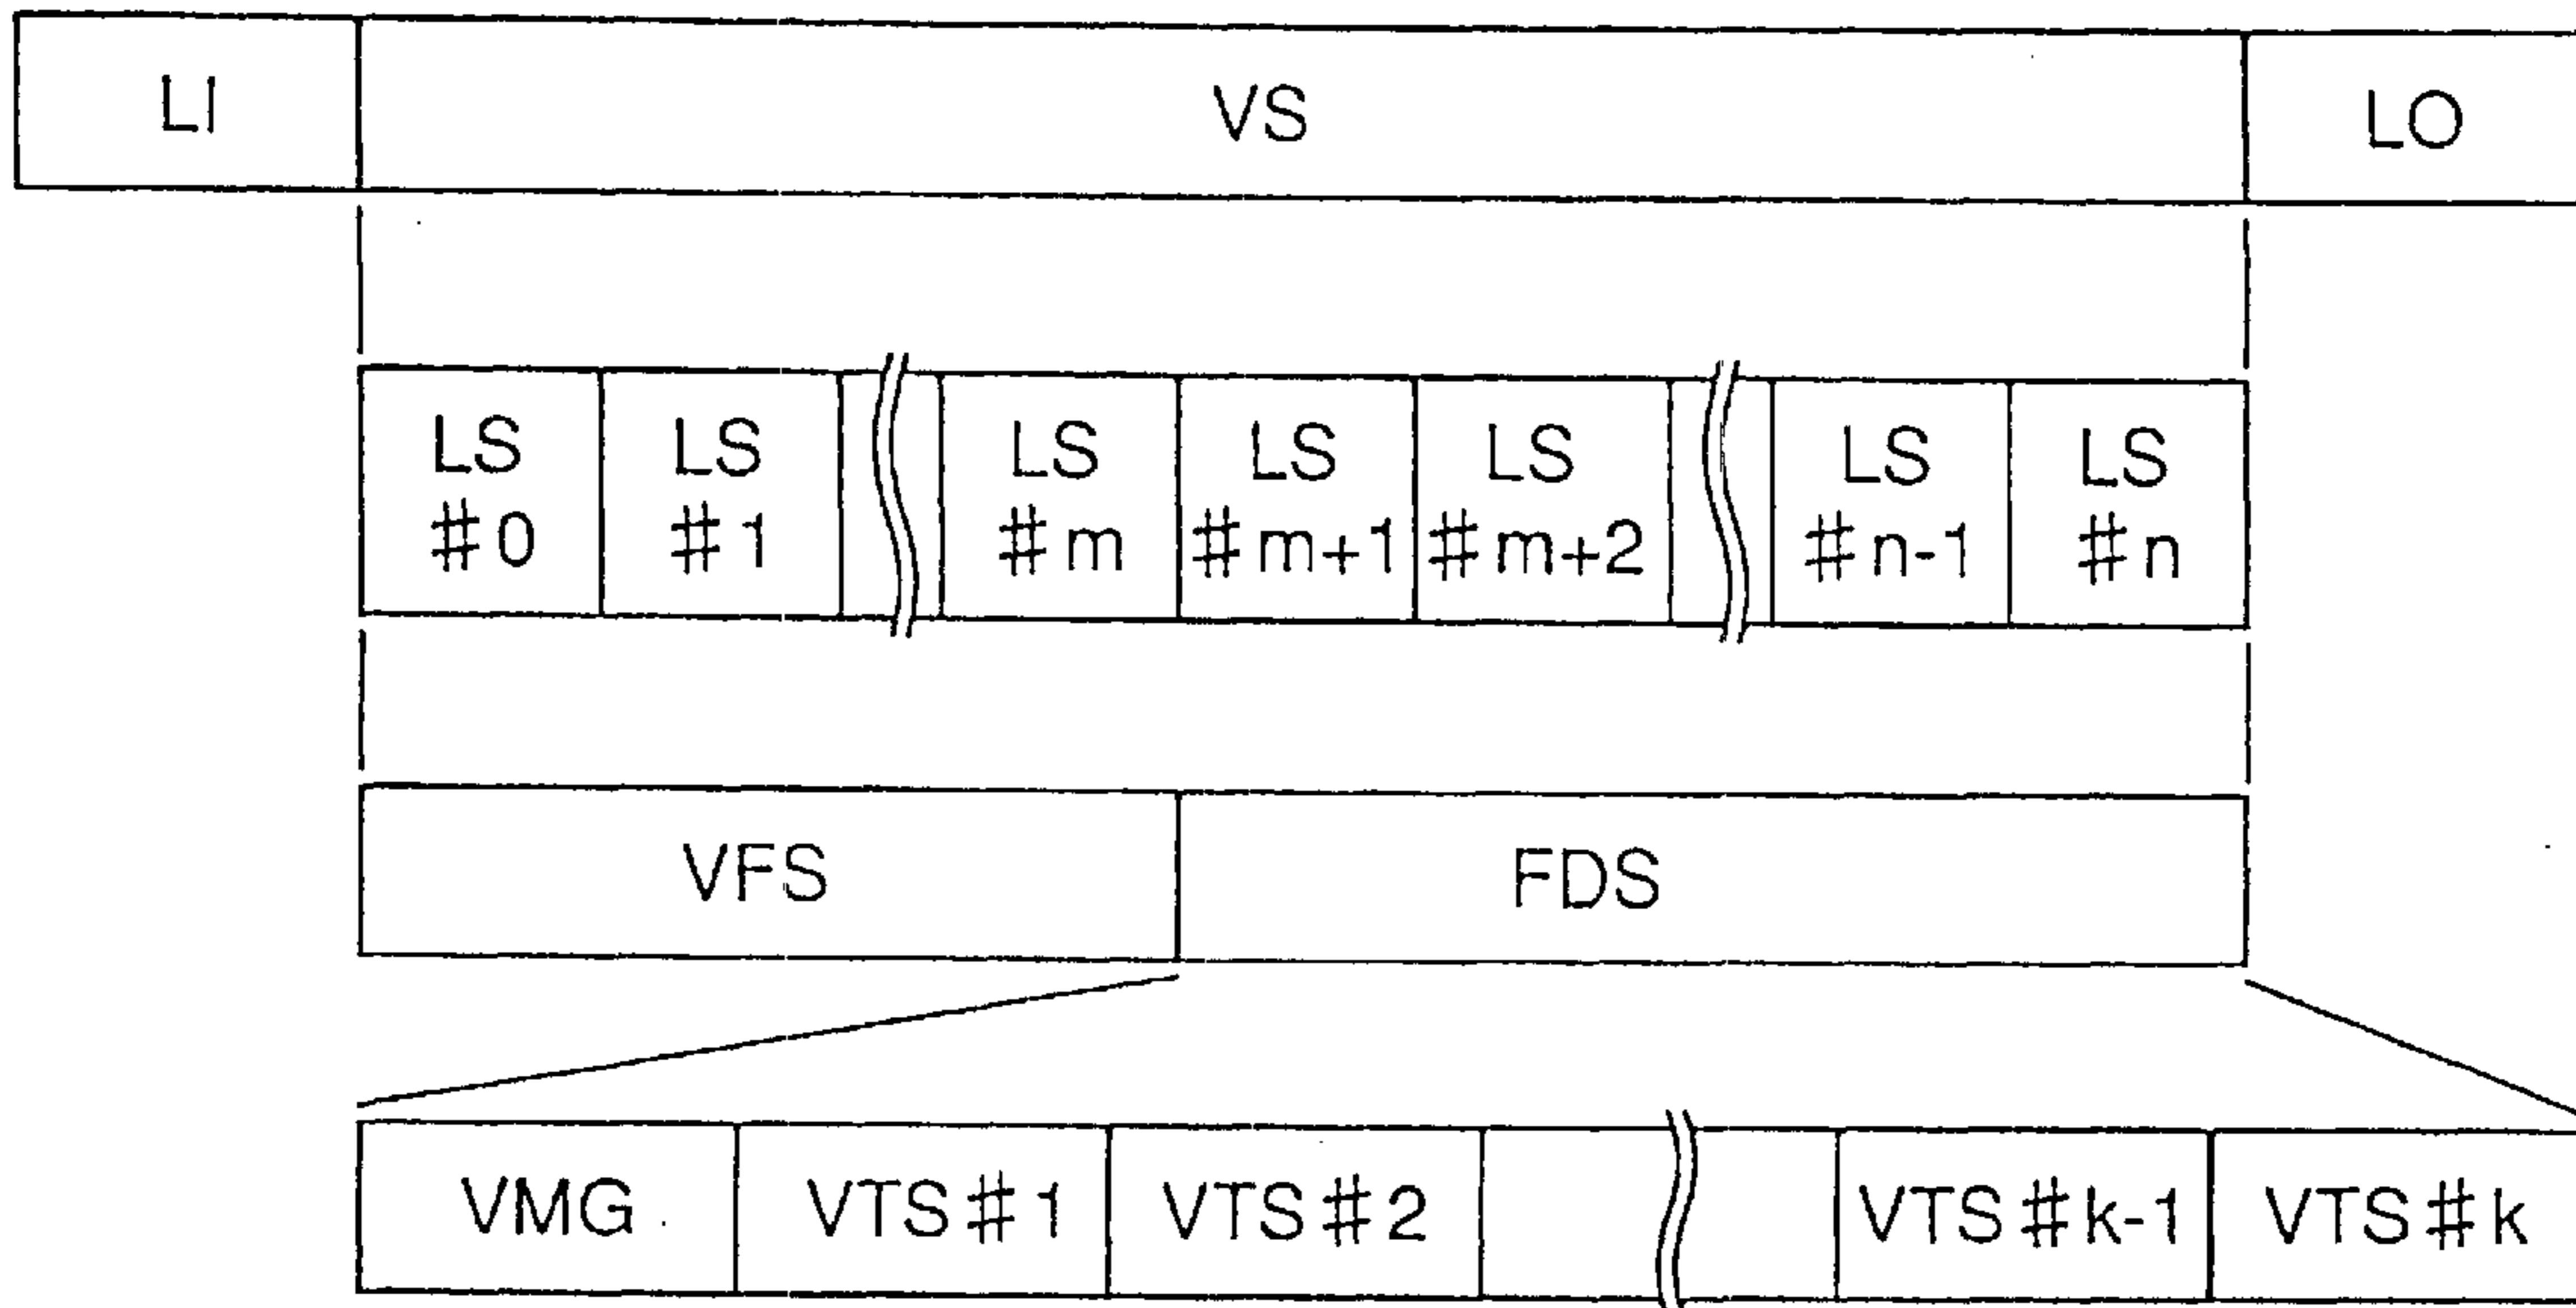 LI VS LO
LS LS LS LS LS LS LS
#0 #1 #m #m+1 #m+2 #n-1 #n
VFS FDS
VMG VTS#1 VTS#2 VTS#k-1 VTS#k